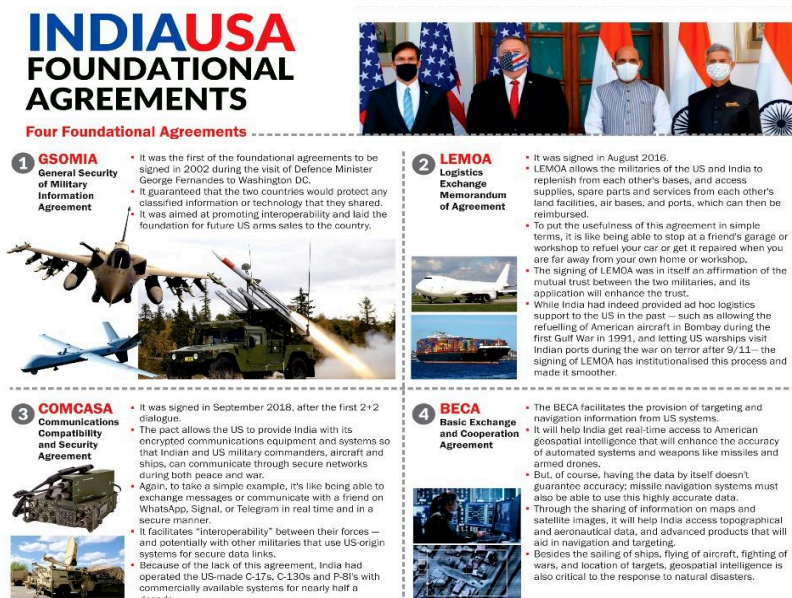 INDIAUSA
FOUNDATIONAL
AGREEMENTS
Four Foundational Agreements
1 GSOMIA
General Security
of Military
Information
Agreement
▪ It was the first of the foundational agreements to be
signed in 2002 during the visit of Defence Minister
George Fernandes to Washington DC.
▪ It guaranteed that the two countries would protect any
classified information or technology that they shared.
▪ It was aimed at promoting interoperability and laid the
foundation for future US arms sales to the country.
2 LEMOA
Logistics
Exchange
Memorandum
of Agreement
▪ It was signed in August 2016.
▪ LEMOA allows the militaries of the US and India to
replenish from each other's bases, and access
supplies, spare parts and services from each other's
land facilities, air bases, and ports, which can then be
reimbursed.
▪ To put the usefulness of this agreement in simple
terms, it is like being able to stop at a friend's garage or
workshop to refuel your car or get it repaired when you
are far away from your own home or workshop.
▪ The signing of LEMOA was in itself an affirmation of the
mutual trust between the two militaries, and its
application will enhance the trust.
▪ While India had indeed provided ad hoc logistics
support to the US in the past — such as allowing the
refuelling of American aircraft in Bombay during the
first Gulf War in 1991, and letting US warships visit
Indian ports during the war on terror after 9/11— the
signing of LEMOA has institutionalised this process and
made it smoother.
3 COMCASA
Communications
Compatibility
and Security
Agreement
▪ It was signed in September 2018, after the first 2+2
dialogue.
▪ The pact allows the US to provide India with its
encrypted communications equipment and systems so
that Indian and US military commanders, aircraft and
ships, can communicate through secure networks
during both peace and war.
▪ Again, to take a simple example, it's like being able to
exchange messages or communicate with a friend on
WhatsApp, Signal, or Telegram in real time and in a
secure manner.
▪ It facilitates "interoperability" between their forces —
and potentially with other militaries that use US-origin
systems for secure data links.
▪ Because of the lack of this agreement, India had
operated the US-made C-17s, C-130s and P-8I's with
commercially available systems for nearly half a
4 BECA
Basic Exchange
and Cooperation
Agreement
▪ The BECA facilitates the provision of targeting and
navigation information from US systems.
▪ It will help India get real-time access to American
geospatial intelligence that will enhance the accuracy
of automated systems and weapons like missiles and
armed drones.
▪ But, of course, having the data by itself doesn't
guarantee accuracy; missile navigation systems must
also be able to use this highly accurate data.
▪ Through the sharing of information on maps and
satellite images, it will help India access topographical
and aeronautical data, and advanced products that will
aid in navigation and targeting.
▪ Besides the sailing of ships, flying of aircraft, fighting of
wars, and location of targets, geospatial intelligence is
also critical to the response to natural disasters.